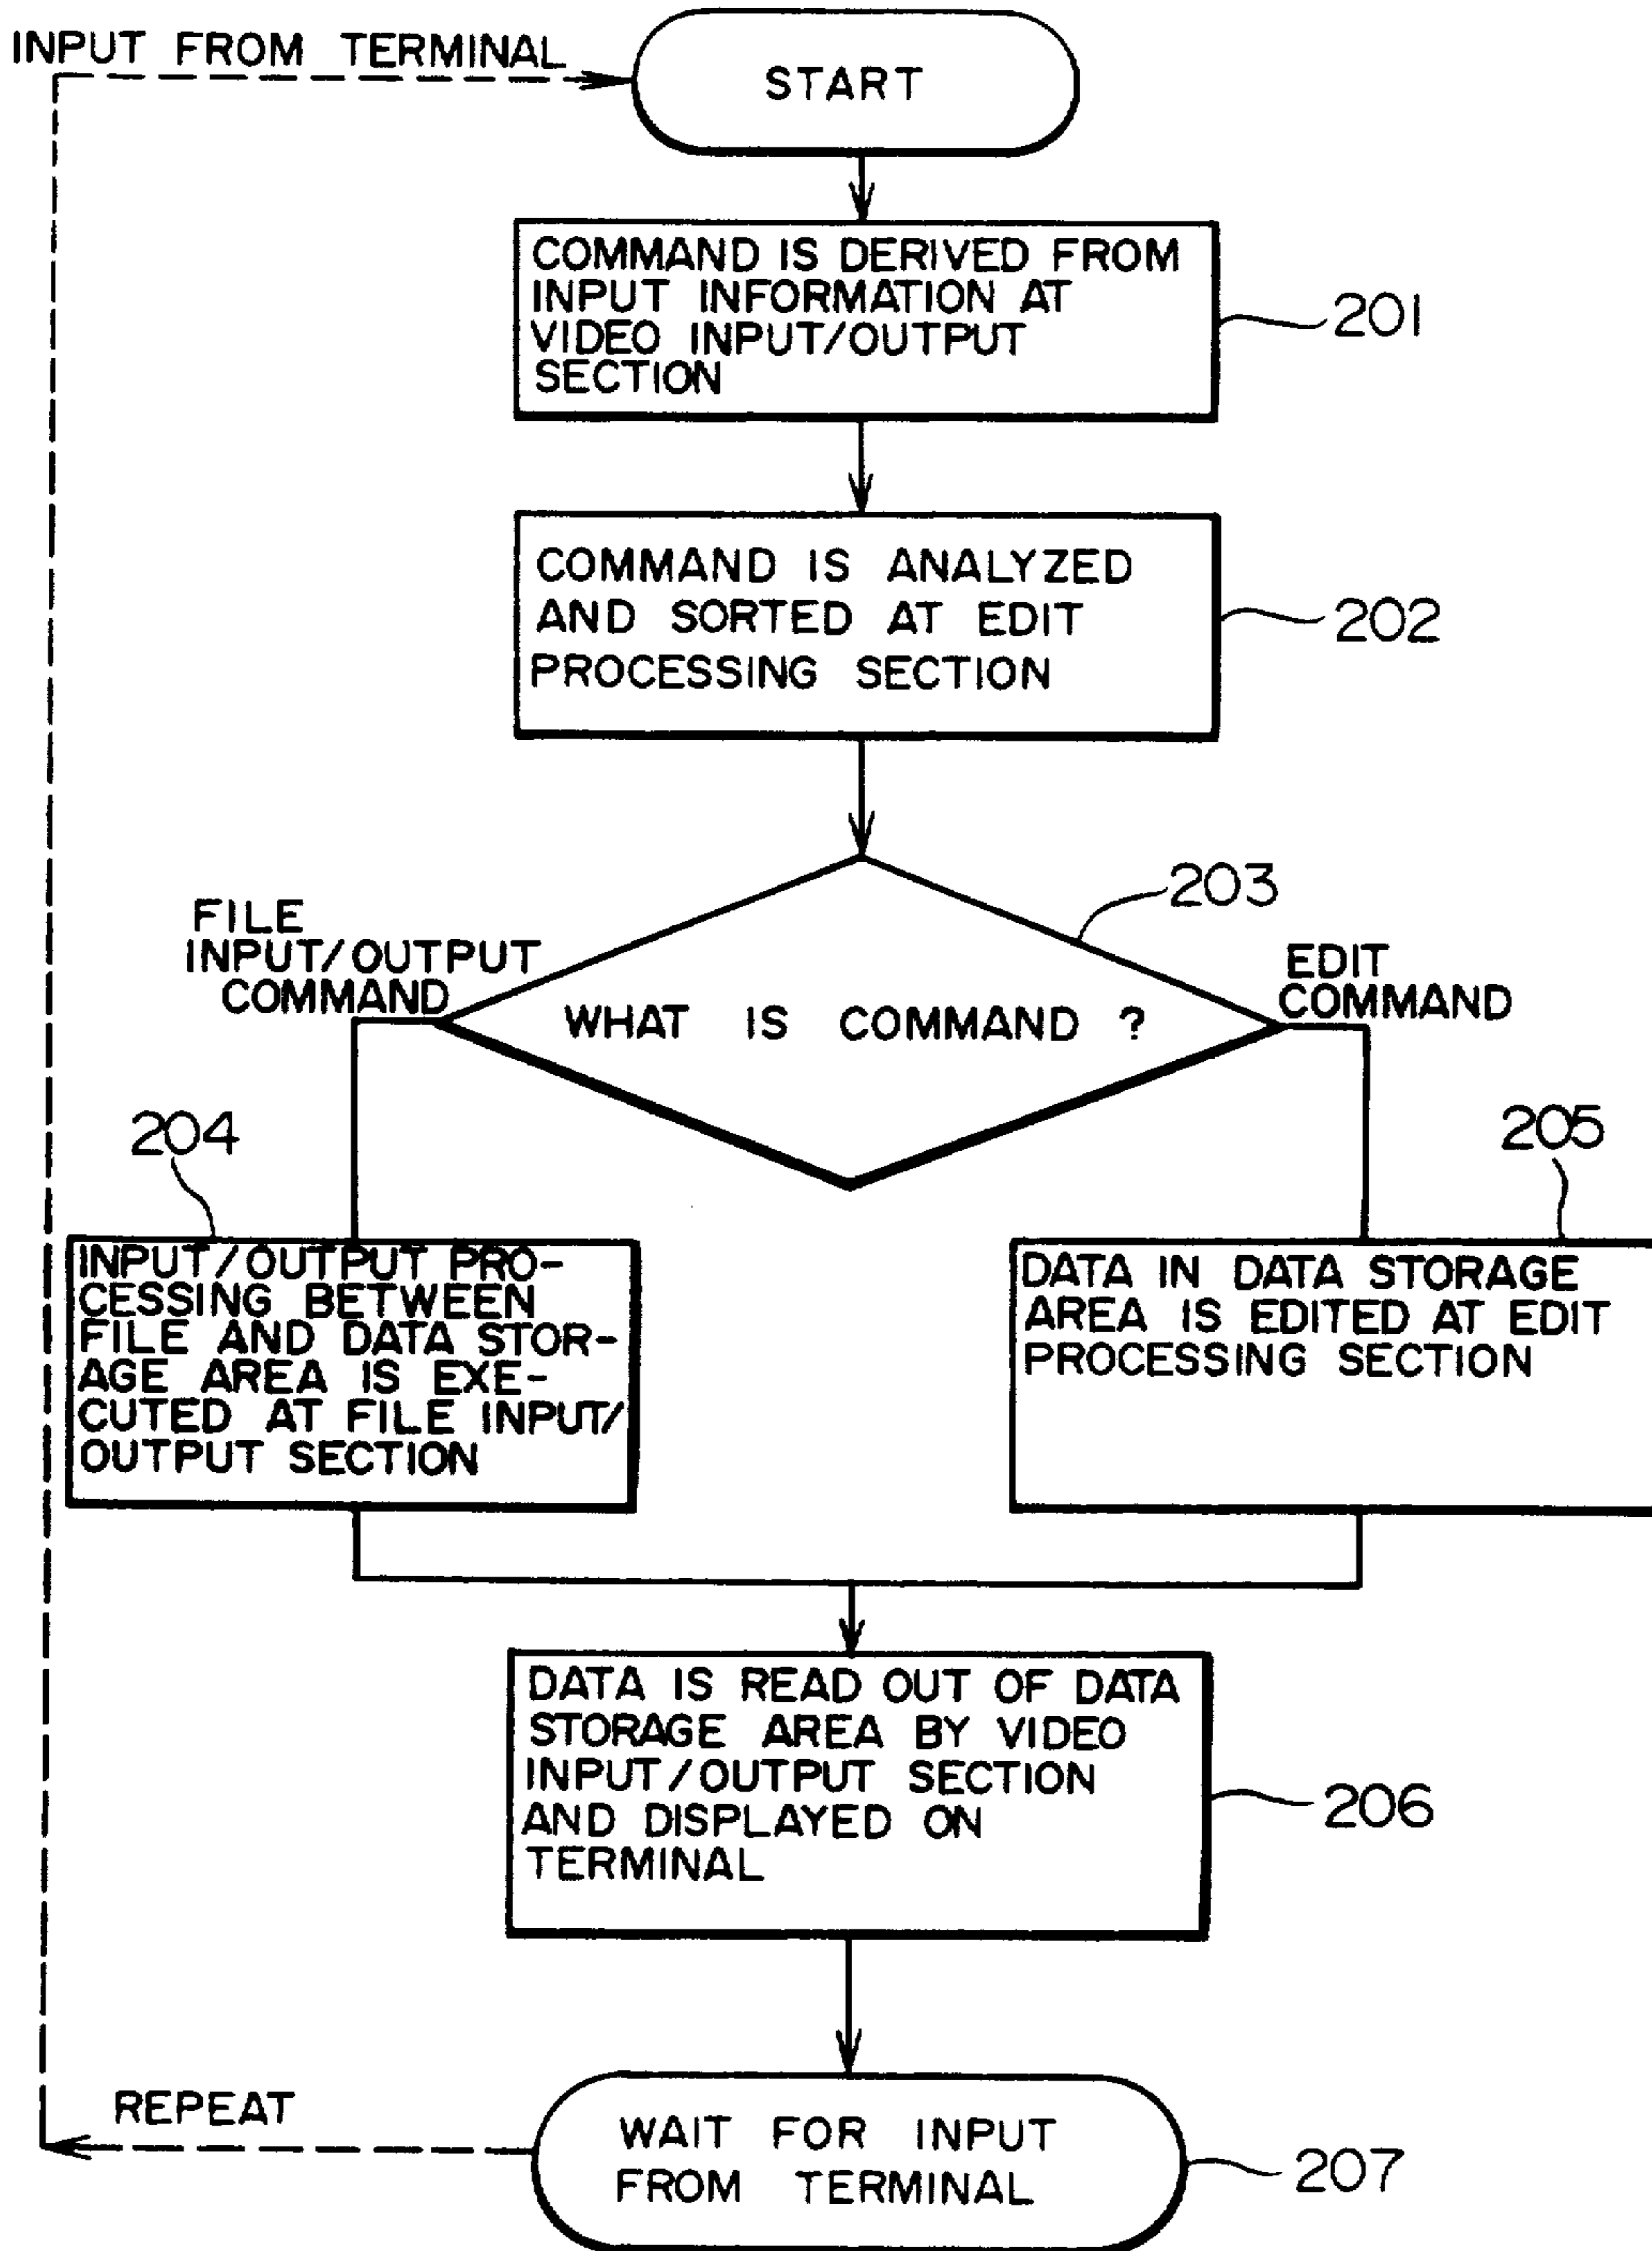 INPUT FROM TERMINAL
START
COMMAND IS DERIVED FROM
INPUT INFORMATION AT
VIDEO INPUT/OUTPUT
SECTION
201
COMMAND IS ANALYZED
AND SORTED AT EDIT
PROCESSING SECTION
202
203
FILE
INPUT/OUTPUT
COMMAND
WHAT IS COMMAND ?
EDIT
COMMAND
204
INPUT/OUTPUT PRO-
CESSING BETWEEN
FILE AND DATA STOR-
AGE AREA IS EXE-
CUTED AT FILE INPUT/
OUTPUT SECTION
205
DATA IN DATA STORAGE
AREA IS EDITED AT EDIT
PROCESSING SECTION
DATA IS READ OUT OF DATA
STORAGE AREA BY VIDEO
INPUT/OUTPUT SECTION
AND DISPLAYED ON
TERMINAL
206
REPEAT
WAIT FOR INPUT
FROM TERMINAL
207